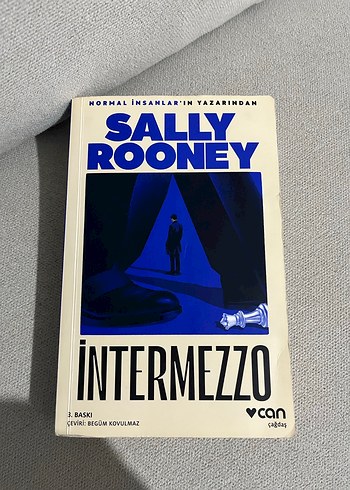 NORMAL İNSANLAR'IN YAZARINDAN
SALLY
ROONEY
İNTERMEZZO
3. BASKI
ÇEVİRİ: BEGÜM KOVULMAZ
can
çağdaş